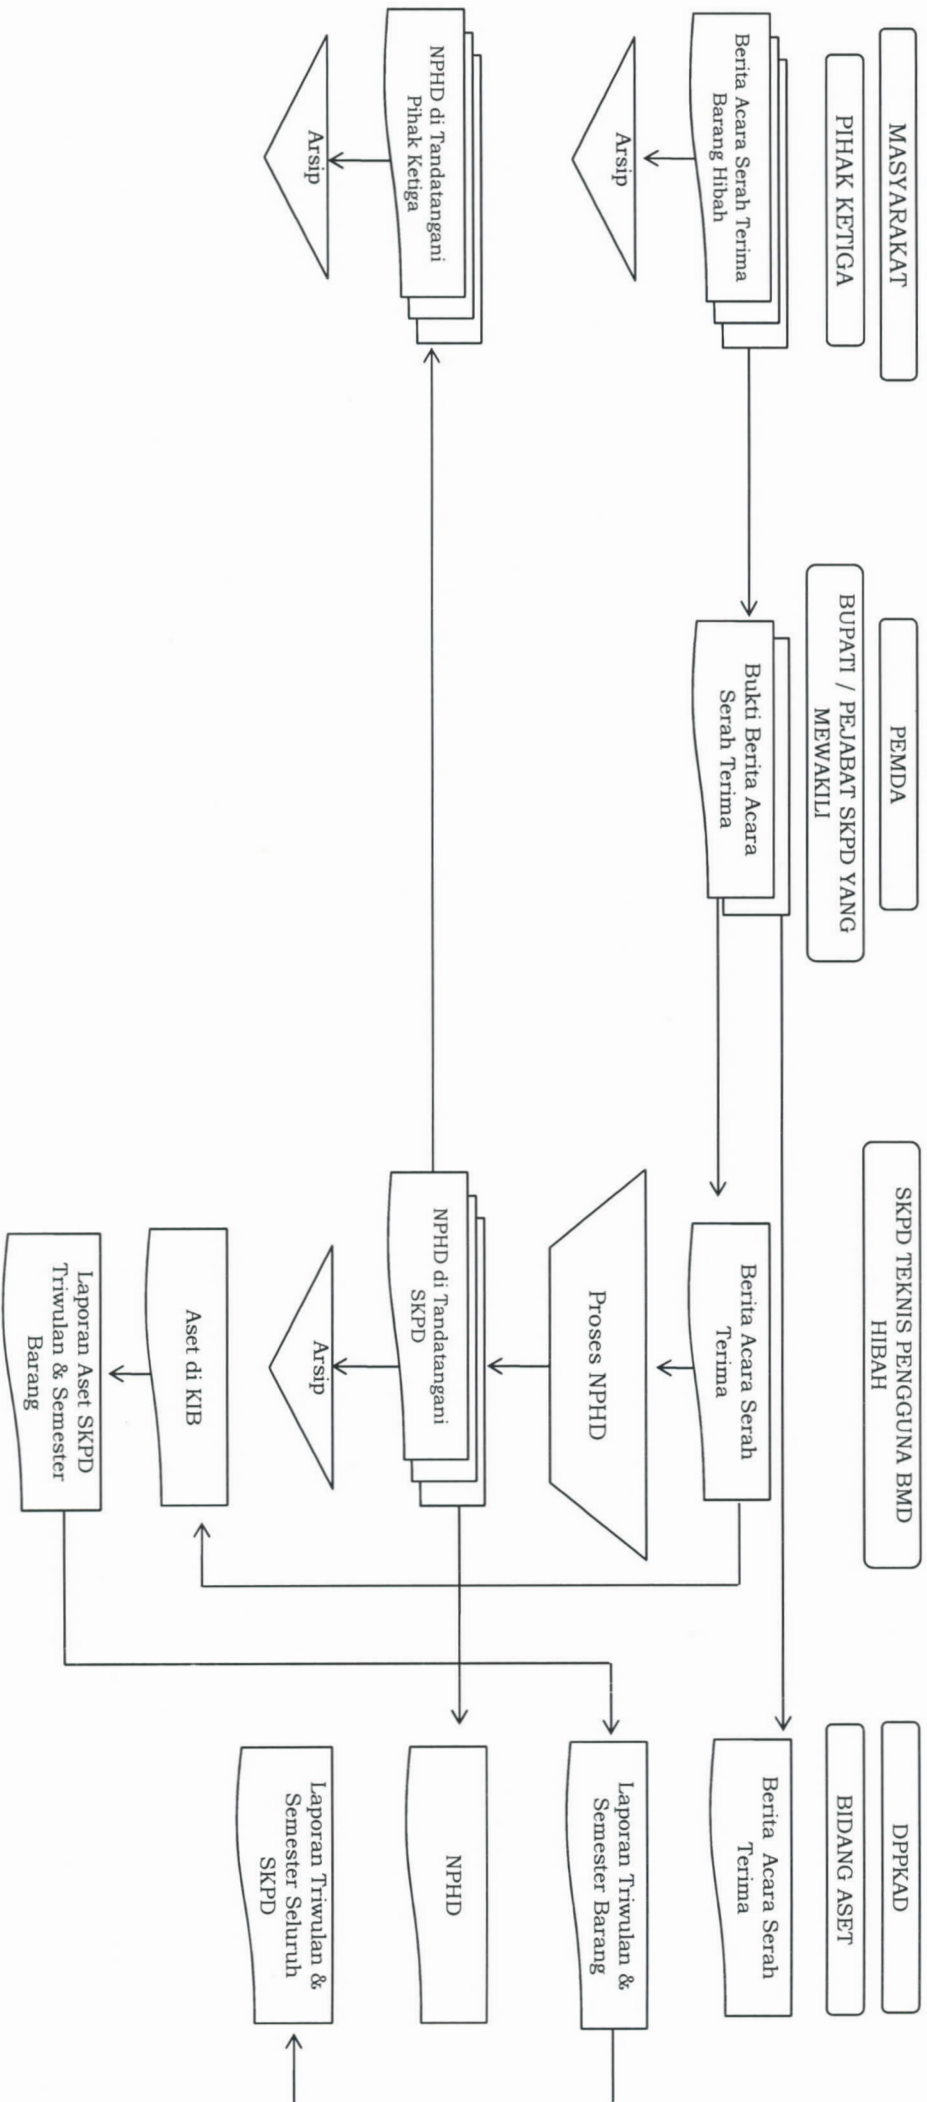 MASYARAKAT
PIHAK KETIGA
Berita Acara Serah Terima
Barang Hibah
Arsip
NPHD di Tandatangani
Pihak Ketiga
Arsip
PEMDA
BUPATI / PEJABAT SKPD YANG
MEWAKILI
Bukti Berita Acara
Serah Terima
SKPD TEKNIS PENGGUNA BMD
HIBAH
Berita Acara Serah
Terima
Proses NPHD
NPHD di Tandatangani
SKPD
Arsip
Aset di KIB
Laporan Aset SKPD
Triwulan & Semester
Barang
DPPKAD
BIDANG ASET
Berita Acara Serah
Terima
Laporan Triwulan &
Semester Barang
NPHD
Laporan Triwulan &
Semester Seluruh
SKPD